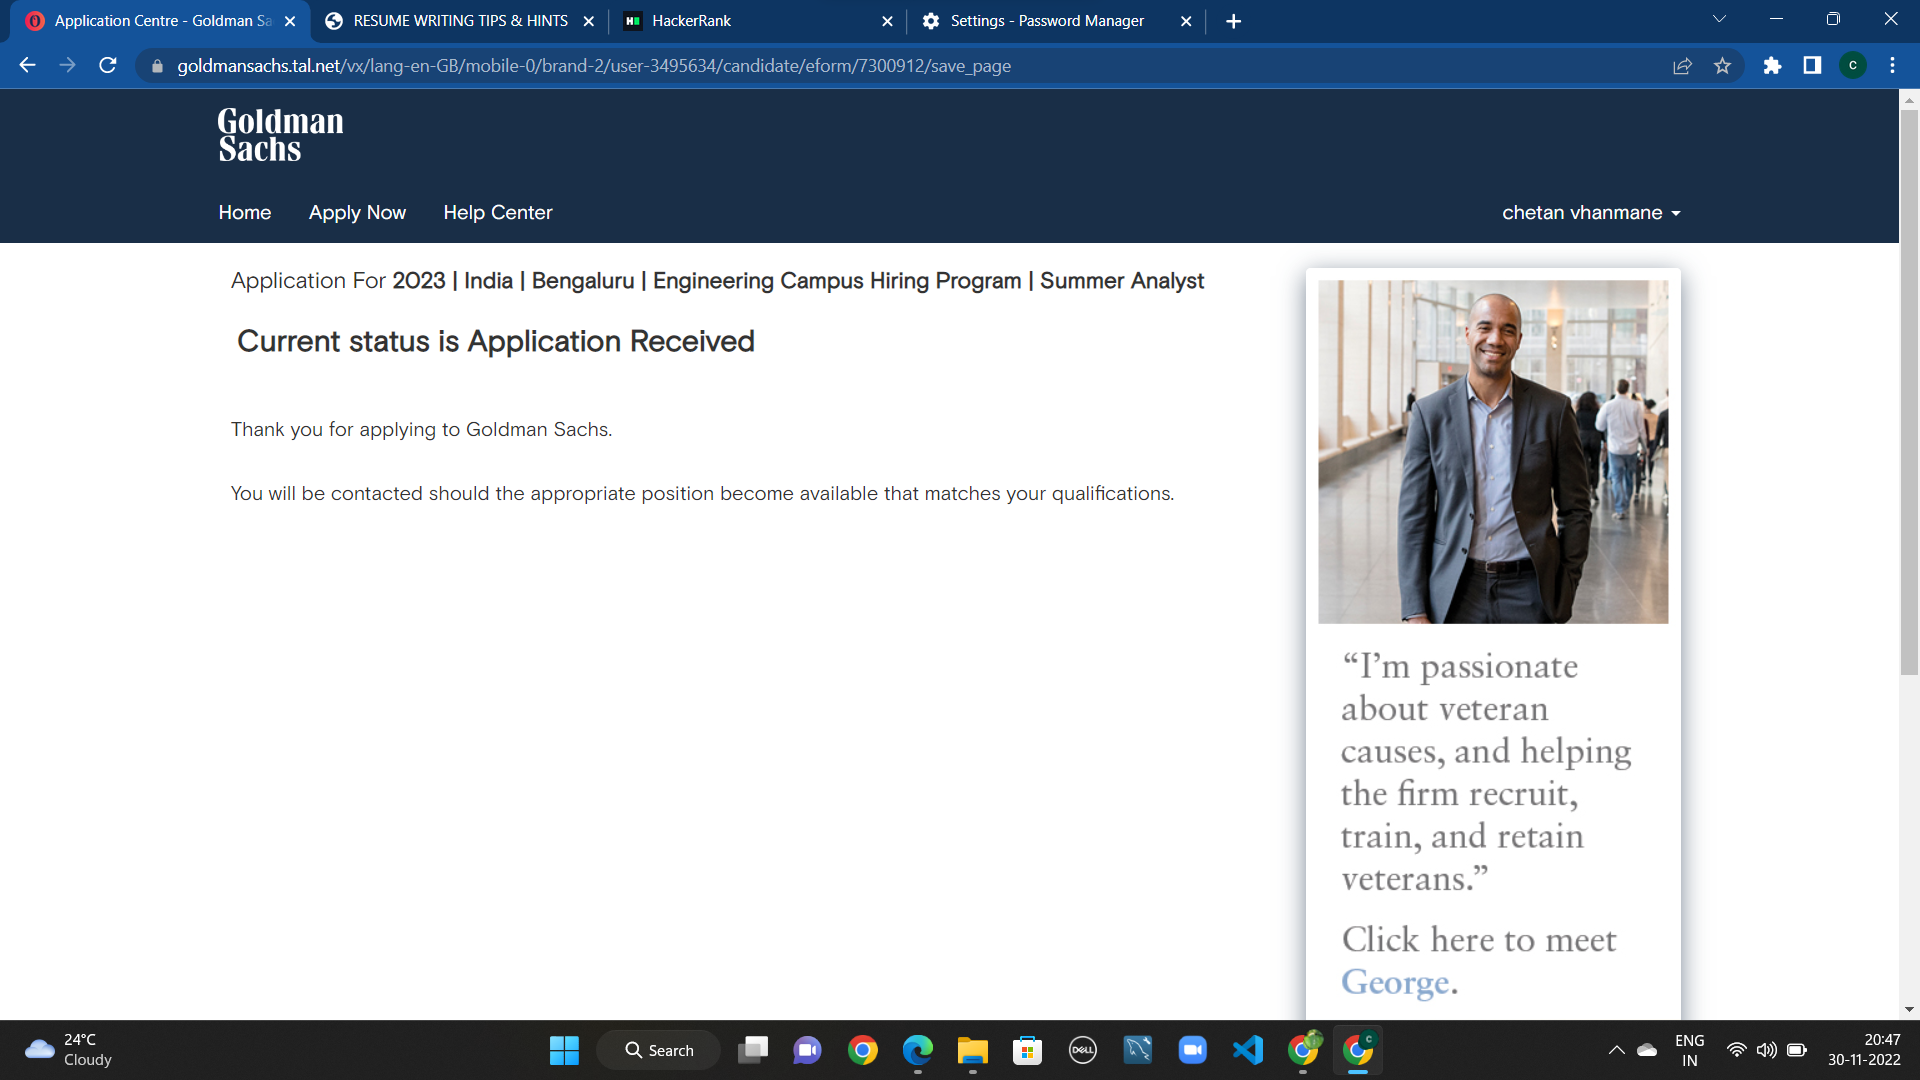 Application Centre - Goldman Sa
RESUME WRITING TIPS & HINTS
HackerRank
Settings - Password Manager
goldmansachs.tal.net/vx/lang-en-GB/mobile-0/brand-2/user-3495634/candidate/eform/7300912/save_page
C
Goldman
Sachs
Home
Apply Now
Help Center
chetan vhanmane
Application For 2023 | India | Bengaluru | Engineering Campus Hiring Program | Summer Analyst
Current status is Application Received
Thank you for applying to Goldman Sachs.
You will be contacted should the appropriate position become available that matches your qualifications.
“I’m passionate
about veteran
causes, and helping
the firm recruit,
train, and retain
veterans.”
Click here to meet
George.
24°C
Cloudy
Search
DELL
C
ENG
IN
20:47
30-11-2022